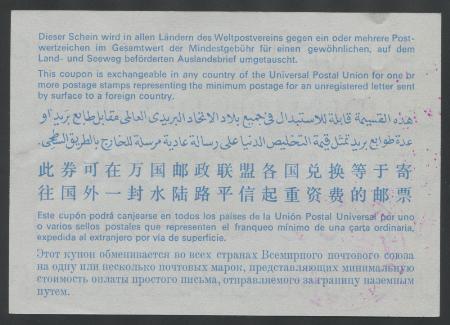 Dieser Schein wird in allen Ländern des Weltpostvereins gegen ein oder mehrere Post-
wertzeichen im Gesamtwert der Mindestgebühr für einen gewöhnlichen, auf dem
Land- und Seeweg beförderten Auslandsbrief umgetauscht.
This coupon is exchangeable in any country of the Universal Postal Union for one or
more postage stamps representing the minimum postage for an unregistered letter sent
by surface to a foreign country.
هذه القسيمة قابلة للاستبدال في جميع بلاد الاتحاد البريدى العالمى مقابل طابع بريد أو
عدة طوابع بريد تمثل قيمة التخليص الدنيا على رسالة عادية مرسلة للخارج بالطريق السطحى.
此券可在万国邮政联盟各国兑换等于寄
往国外一封水陆路平信起重资费的邮票
Este cupón podrá canjearse en todos los países de la Unión Postal Universal por uno
o varios sellos postales que representen el franqueo mínimo de una carta ordinaria,
expedida al extranjero por vía de superficie.
Этот купон обменивается во всех странах Всемирного почтового союза
на одну или несколько почтовых марок, представляющих минимальную
стоимость оплаты простого письма, отправляемого за границу наземным
путем.